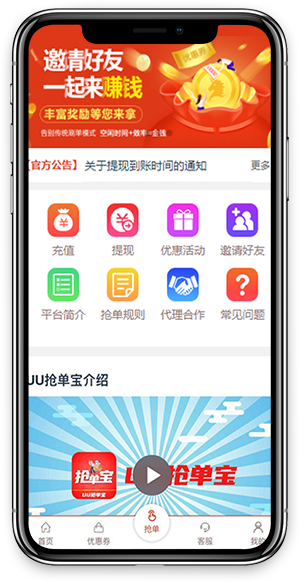 邀请好友
一起来赚钱
优惠券
丰富奖励等您来拿
告别传统刷单模式 空闲时间+效率=金钱
【官方公告】 关于提现到账时间的通知 更多
充值 提现 优惠活动 邀请好友
平台简介 抢单规则 代理合作 常见问题
UU抢单宝介绍
抢单宝
UU抢单宝
UU抢单宝
首页 优惠券 抢单 客服 我的